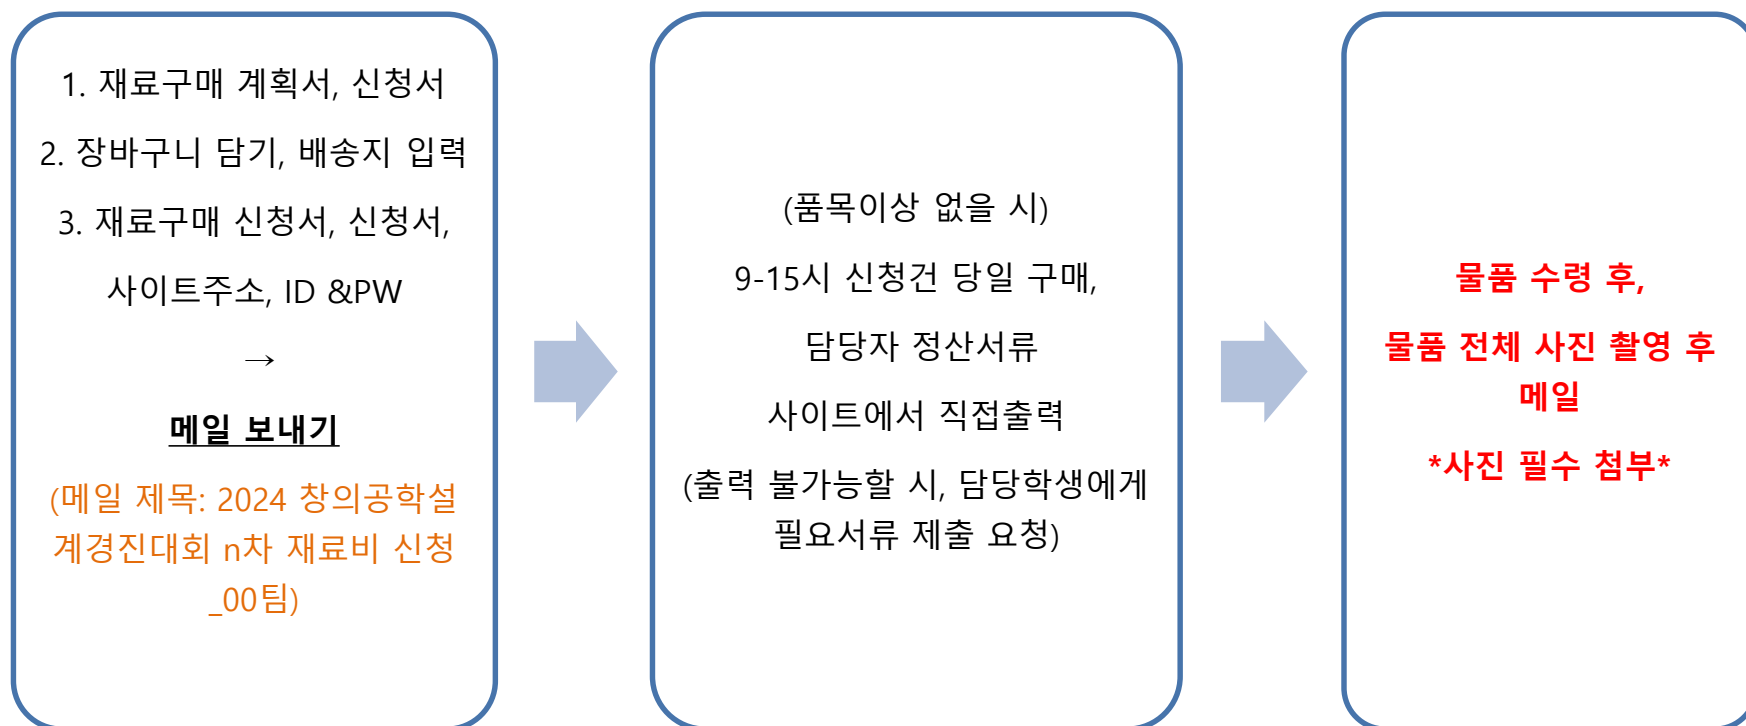 1. 재료구매 계획서, 신청서
2. 장바구니 담기, 배송지 입력
3. 재료구매 신청서, 신청서,
사이트주소, ID &PW
→
메일 보내기
(메일 제목: 2024 창의공학설
계경진대회 n차 재료비 신청
_00팀)
(품목이상 없을 시)
9-15시 신청건 당일 구매,
담당자 정산서류
사이트에서 직접출력
(출력 불가능할 시, 담당학생에게
필요서류 제출 요청)
물품 수령 후,
물품 전체 사진 촬영 후
메일
*사진 필수 첨부*